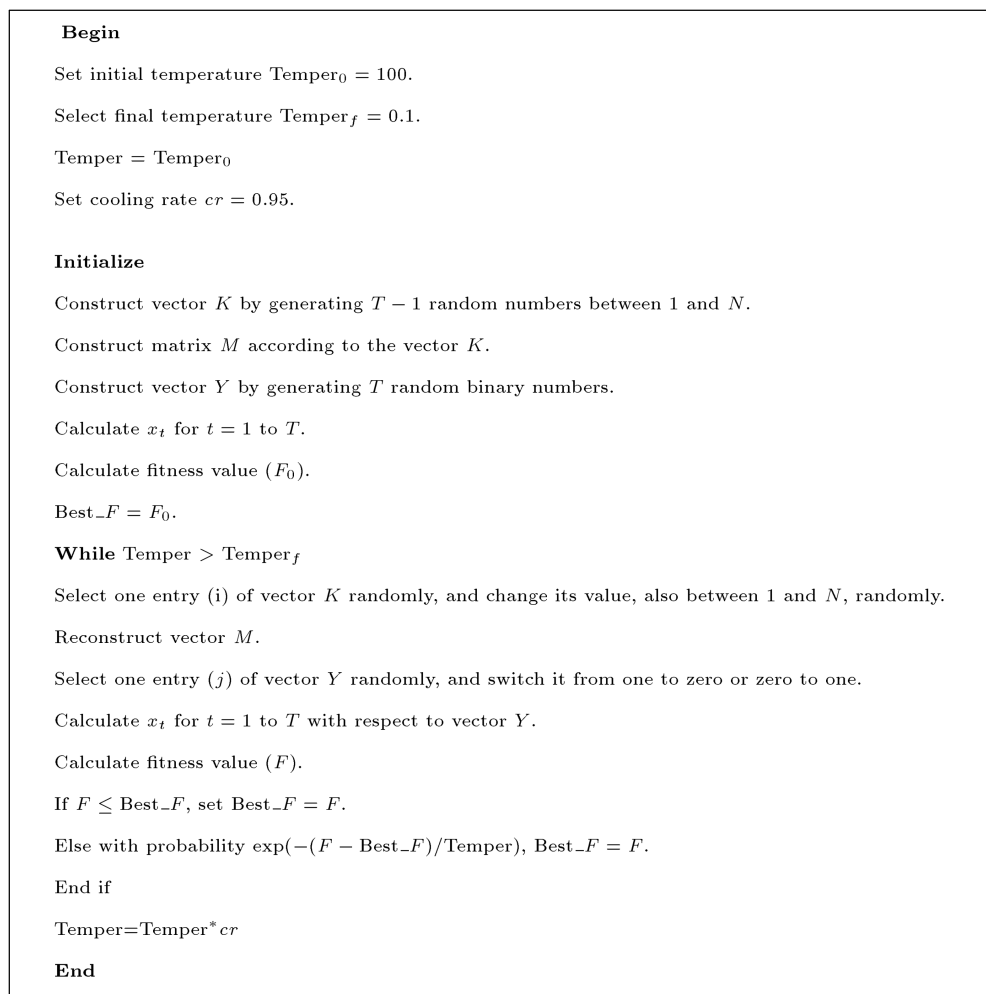 Begin
Set initial temperature Temper₀ = 100.
Select final temperature Temper_f = 0.1.
Temper = Temper₀
Set cooling rate cr = 0.95.
Initialize
Construct vector K by generating T − 1 random numbers between 1 and N.
Construct matrix M according to the vector K.
Construct vector Y by generating T random binary numbers.
Calculate x_t for t = 1 to T.
Calculate fitness value (F₀).
Best_F = F₀.
While Temper > Temper_f
Select one entry (i) of vector K randomly, and change its value, also between 1 and N, randomly.
Reconstruct vector M.
Select one entry (j) of vector Y randomly, and switch it from one to zero or zero to one.
Calculate x_t for t = 1 to T with respect to vector Y.
Calculate fitness value (F).
If F ≤ Best_F, set Best_F = F.
Else with probability exp(−(F − Best_F)/Temper), Best_F = F.
End if
Temper=Temper*cr
End